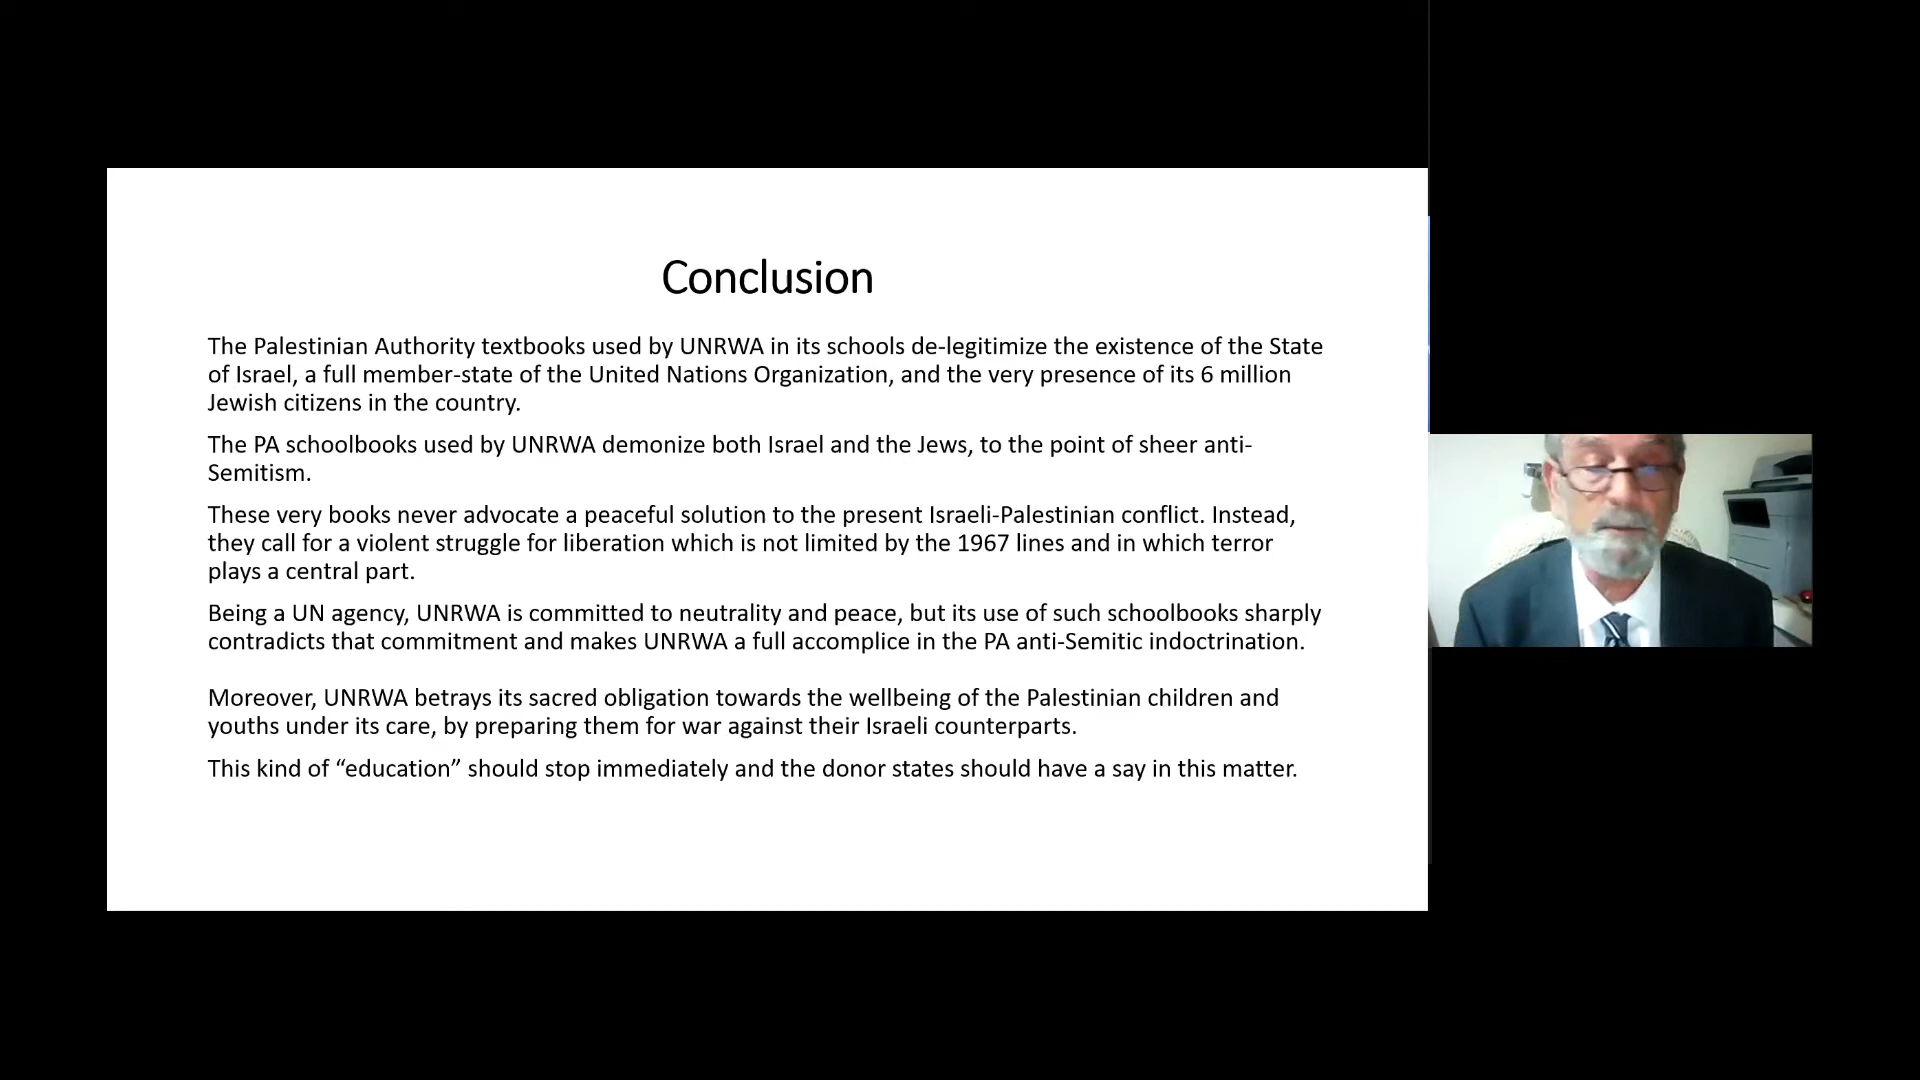 Conclusion
The Palestinian Authority textbooks used by UNRWA in its schools de-legitimize the existence of the State
of Israel, a full member-state of the United Nations Organization, and the very presence of its 6 million
Jewish citizens in the country.
The PA schoolbooks used by UNRWA demonize both Israel and the Jews, to the point of sheer anti-
Semitism.
These very books never advocate a peaceful solution to the present Israeli-Palestinian conflict. Instead,
they call for a violent struggle for liberation which is not limited by the 1967 lines and in which terror
plays a central part.
Being a UN agency, UNRWA is committed to neutrality and peace, but its use of such schoolbooks sharply
contradicts that commitment and makes UNRWA a full accomplice in the PA anti-Semitic indoctrination.
Moreover, UNRWA betrays its sacred obligation towards the wellbeing of the Palestinian children and
youths under its care, by preparing them for war against their Israeli counterparts.
This kind of “education” should stop immediately and the donor states should have a say in this matter.